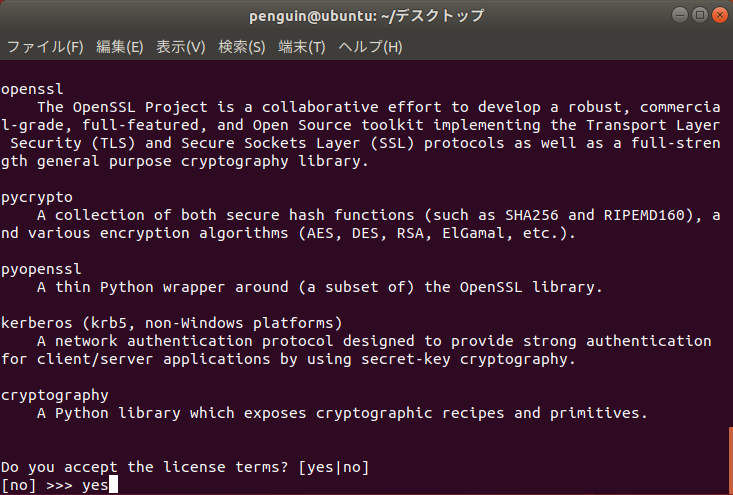 penguin@ubuntu: ~/デスクトップ
ファイル(F) 編集(E) 表示(V) 検索(S) 端末(T) ヘルプ(H)
openssl
The OpenSSL Project is a collaborative effort to develop a robust, commercia
l-grade, full-featured, and Open Source toolkit implementing the Transport Layer
Security (TLS) and Secure Sockets Layer (SSL) protocols as well as a full-stren
gth general purpose cryptography library.
pycrypto
A collection of both secure hash functions (such as SHA256 and RIPEMD160), a
nd various encryption algorithms (AES, DES, RSA, ElGamal, etc.).
pyopenssl
A thin Python wrapper around (a subset of) the OpenSSL library.
kerberos (krb5, non-Windows platforms)
A network authentication protocol designed to provide strong authentication
for client/server applications by using secret-key cryptography.
cryptography
A Python library which exposes cryptographic recipes and primitives.
Do you accept the license terms? [yes|no]
[no] >>> yes